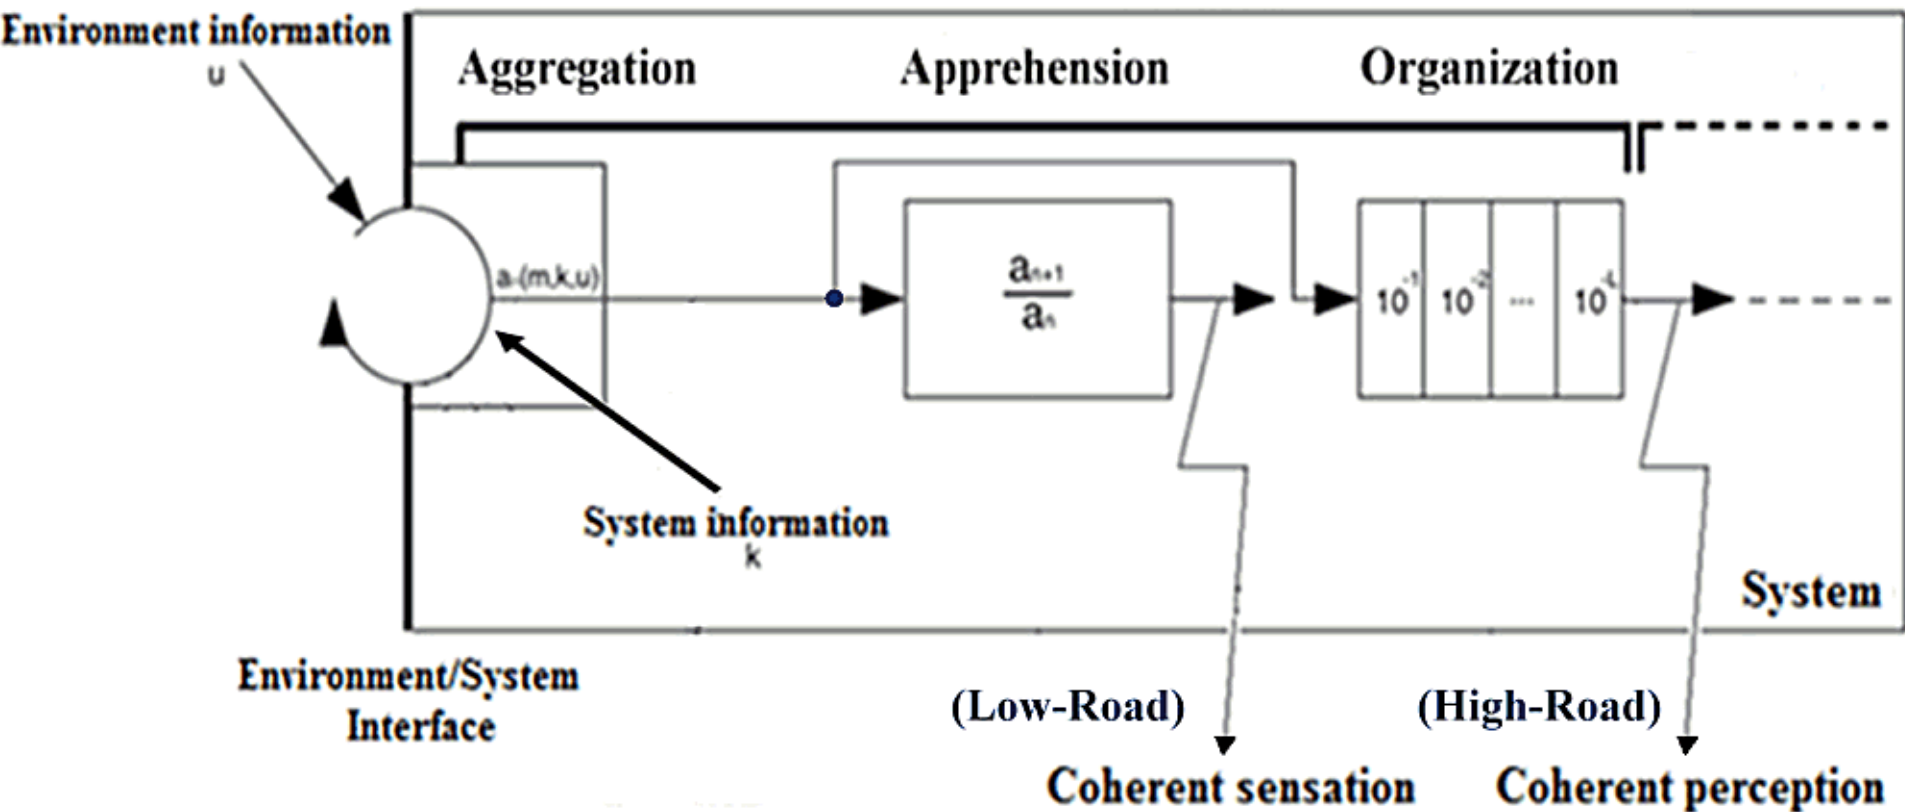 Environment information
u
Aggregation
Apprehension
Organization
a (m,k,u)
aₙ₊₁
aₙ
10⁻¹
10⁻²
...
10⁻ᴸ
System information
k
System
Environment/System
Interface
(Low-Road)
(High-Road)
Coherent sensation
Coherent perception